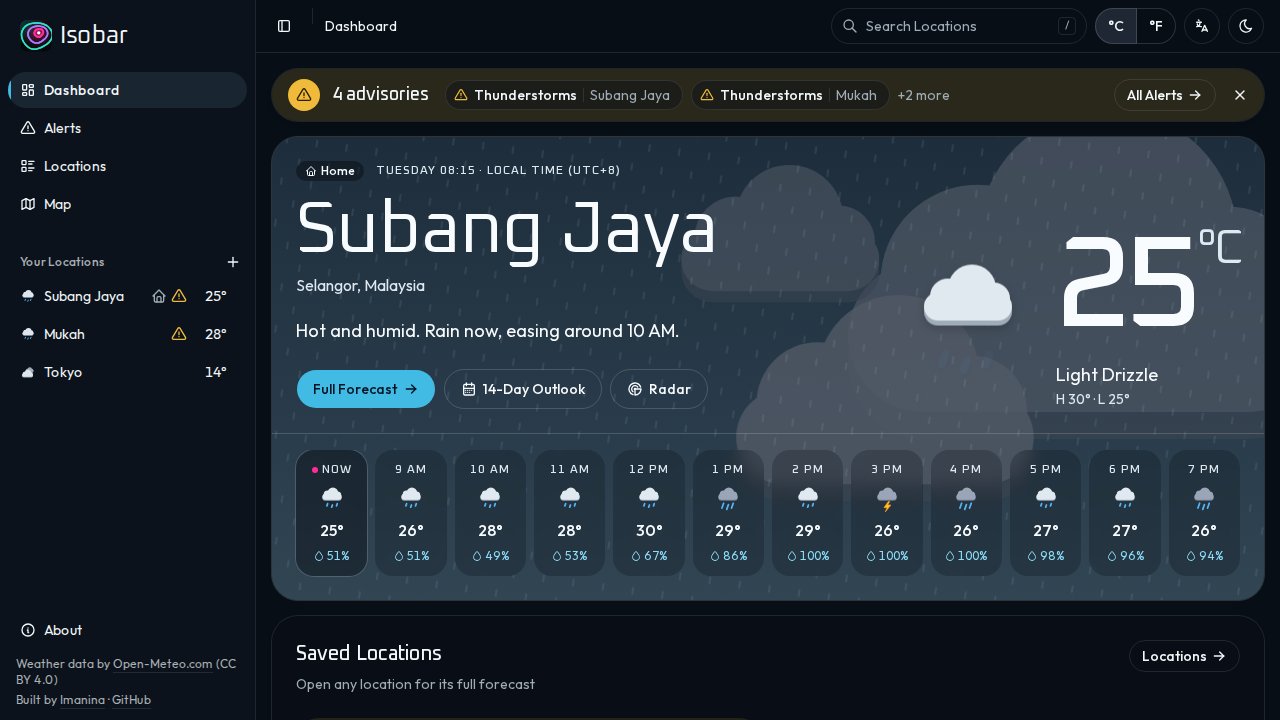 Isobar
Dashboard
Alerts
Locations
Map
Your Locations
Subang Jaya 25°
Mukah 28°
Tokyo 14°
About
Weather data by Open-Meteo.com (CC
BY 4.0)
Built by Imanina · GitHub
Dashboard
Search Locations /
°C °F
4 advisories Thunderstorms Subang Jaya Thunderstorms Mukah +2 more All Alerts →
Home TUESDAY 08:15 · LOCAL TIME (UTC+8)
Subang Jaya
Selangor, Malaysia
Hot and humid. Rain now, easing around 10 AM.
Full Forecast → 14-Day Outlook Radar
25°C
Light Drizzle
H 30° · L 25°
NOW 9 AM 10 AM 11 AM 12 PM 1 PM 2 PM 3 PM 4 PM 5 PM 6 PM 7 PM
25° 26° 28° 28° 30° 29° 29° 26° 26° 27° 27° 26°
51% 51% 49% 53% 67% 86% 100% 100% 100% 98% 96% 94%
Saved Locations
Open any location for its full forecast
Locations →